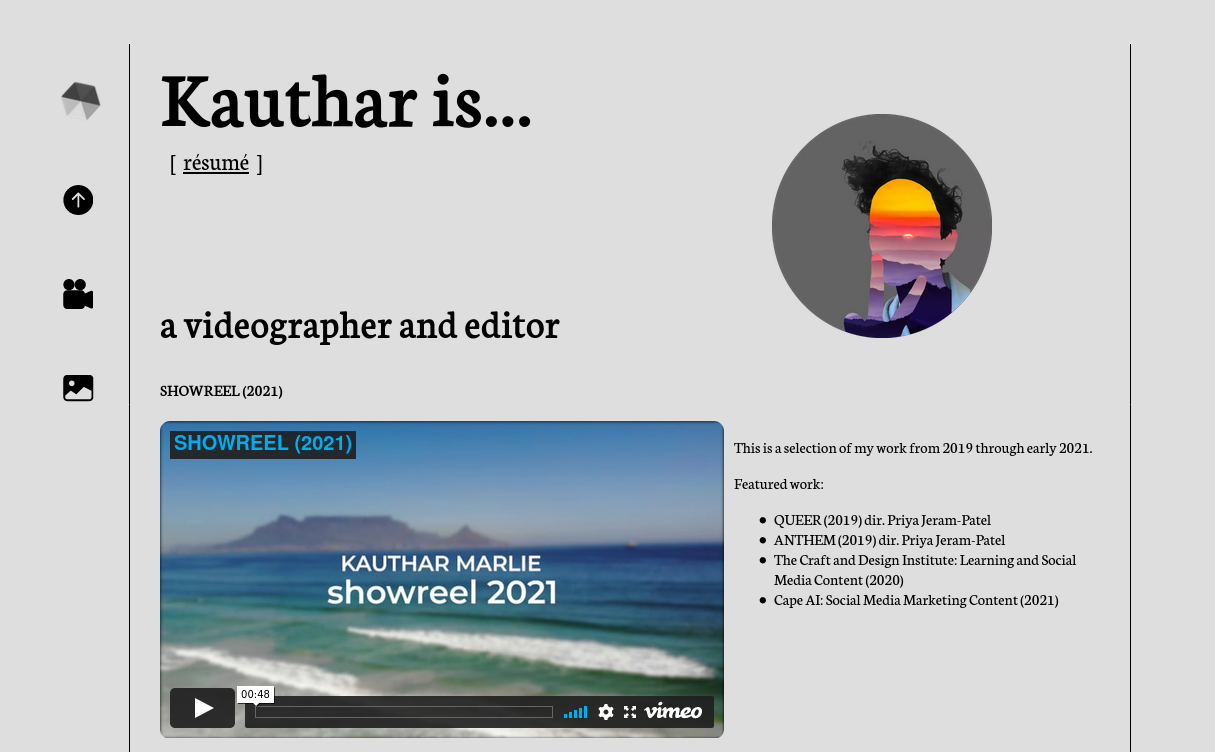 Kauthar is...
[ résumé ]
a videographer and editor
SHOWREEL (2021)
SHOWREEL (2021)
KAUTHAR MARLIE
showreel 2021
00:48
vimeo
This is a selection of my work from 2019 through early 2021.
Featured work:
● QUEER (2019) dir. Priya Jeram-Patel
● ANTHEM (2019) dir. Priya Jeram-Patel
● The Craft and Design Institute: Learning and Social
Media Content (2020)
● Cape AI: Social Media Marketing Content (2021)